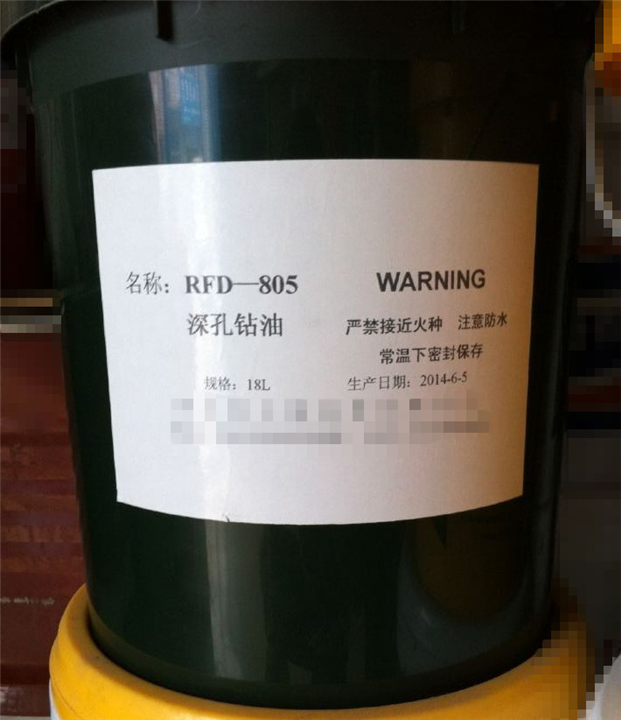 名称：RFD—805
深孔钻油
规格：18L
WARNING
严禁接近火种 注意防水
常温下密封保存
生产日期：2014-6-5